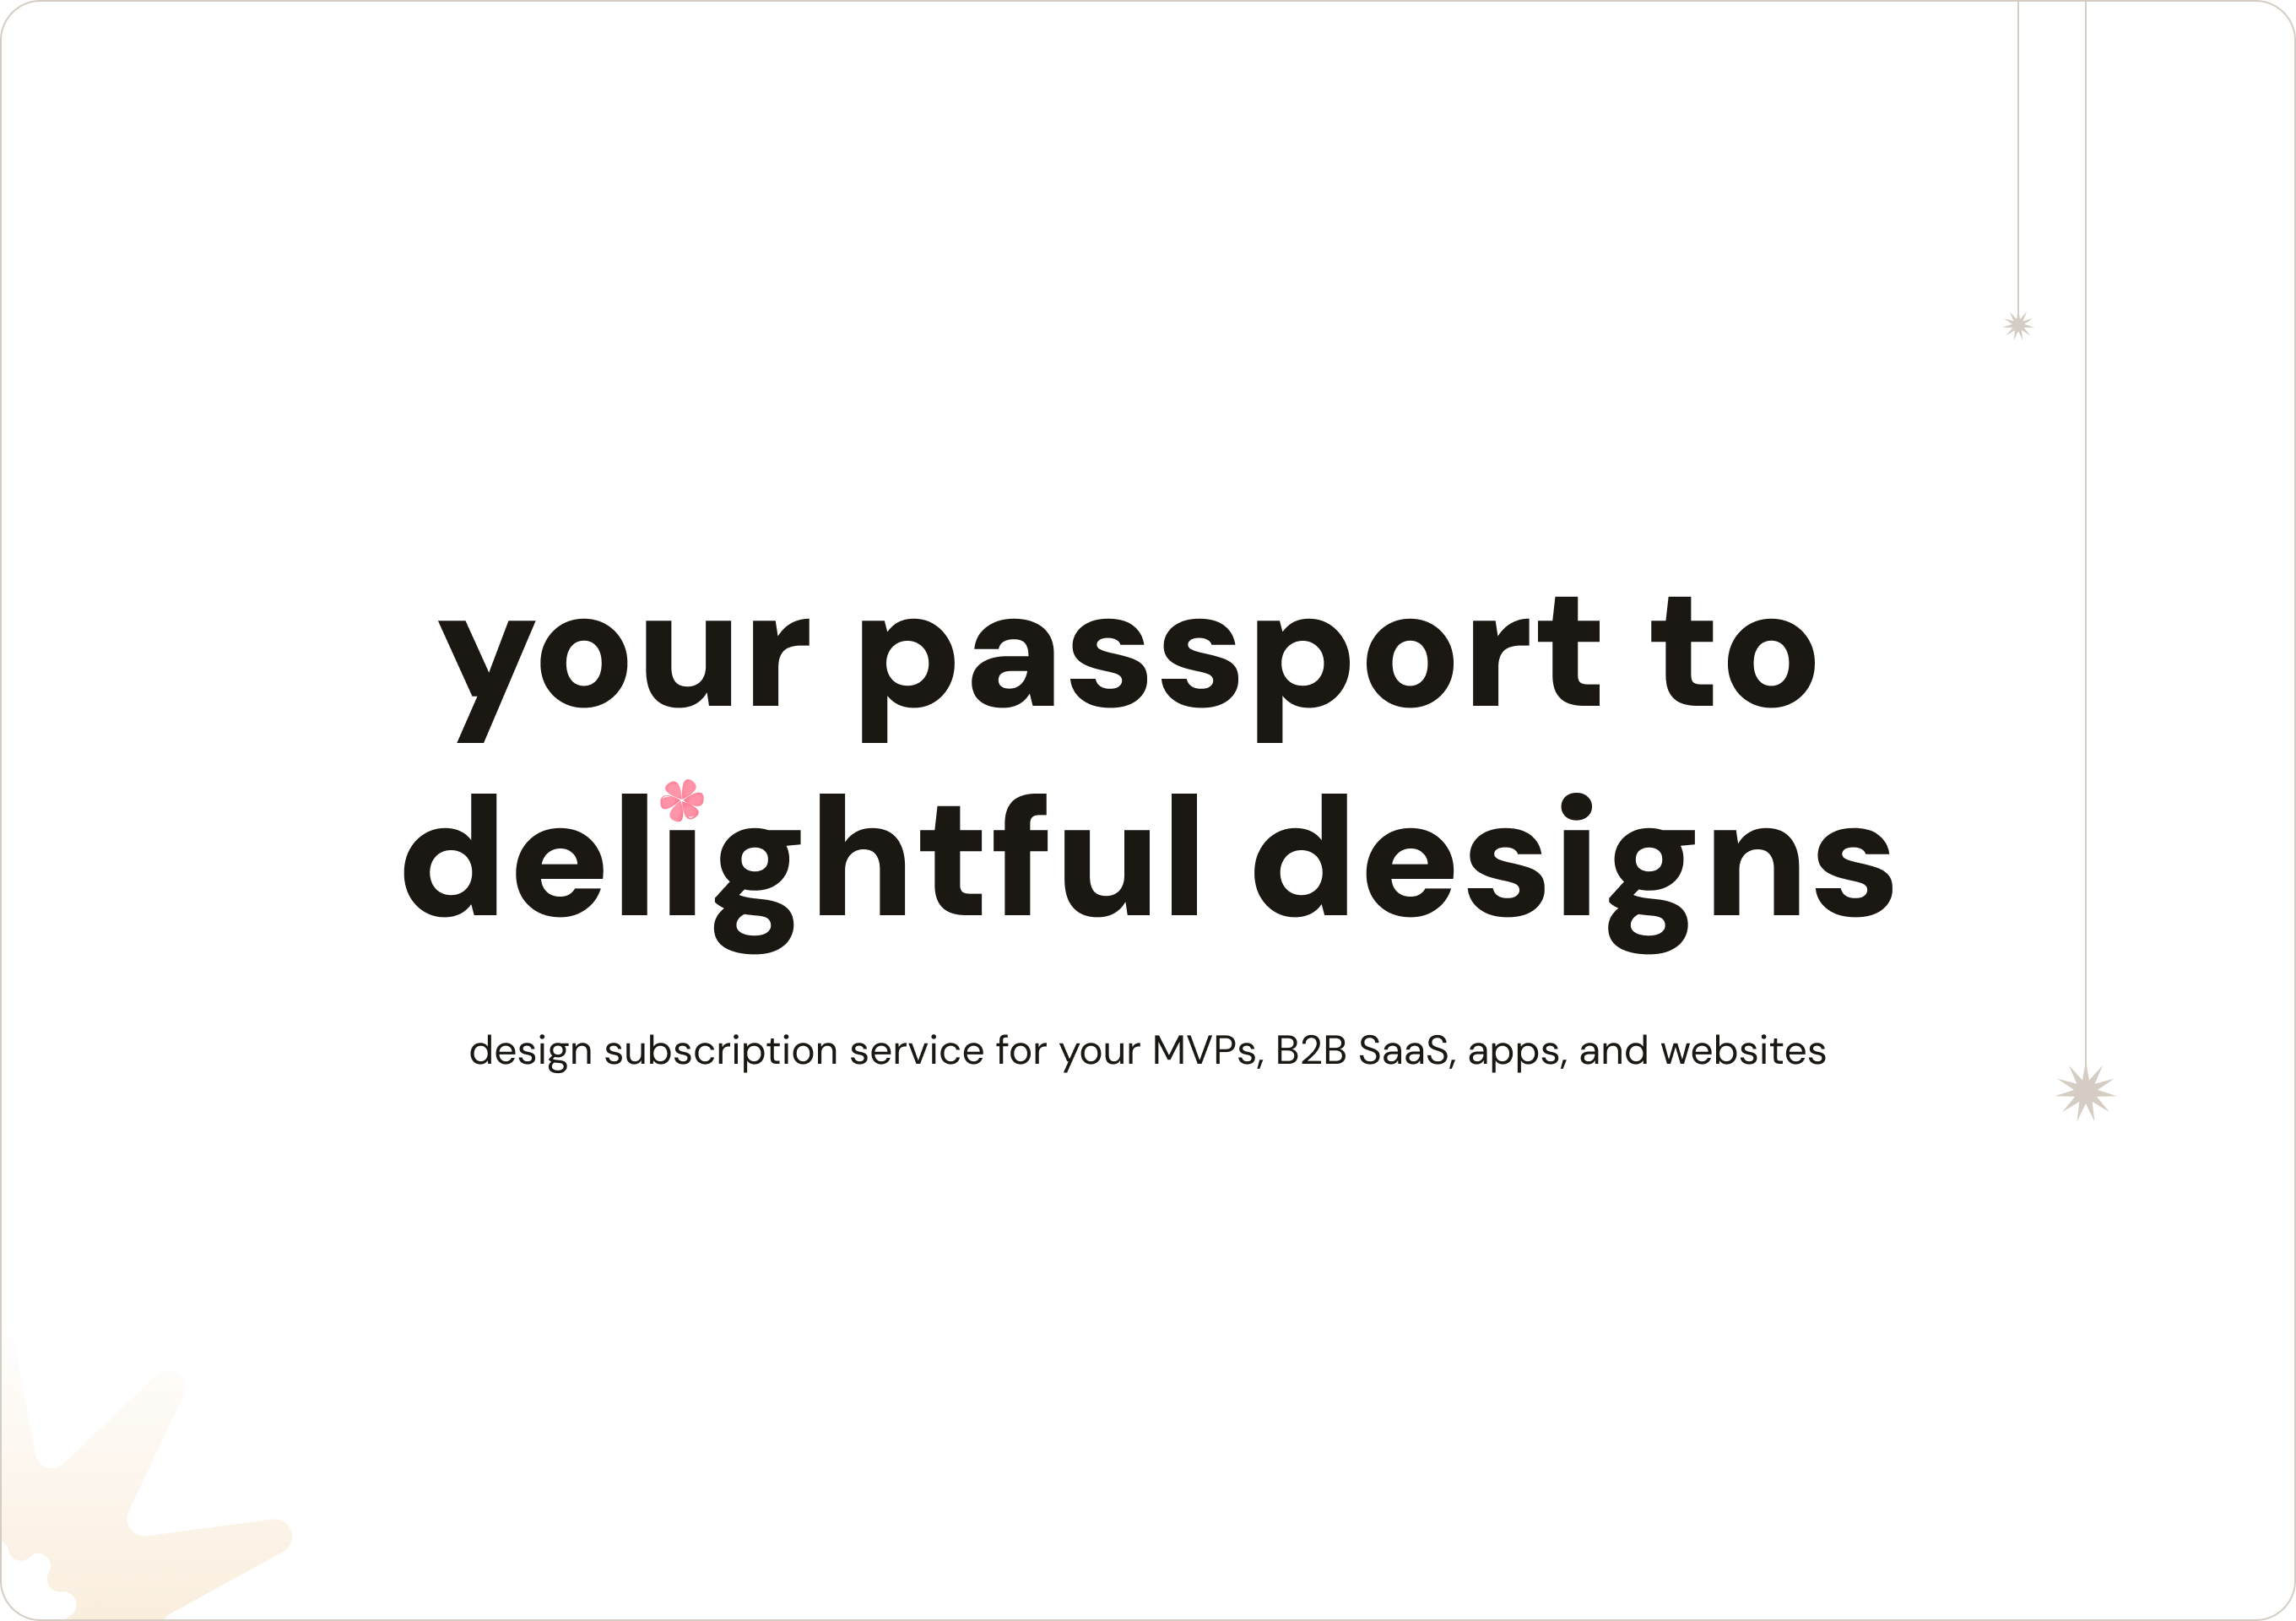 your passport to
delightful designs
design subscription service for your MVPs, B2B SaaS, apps, and websites